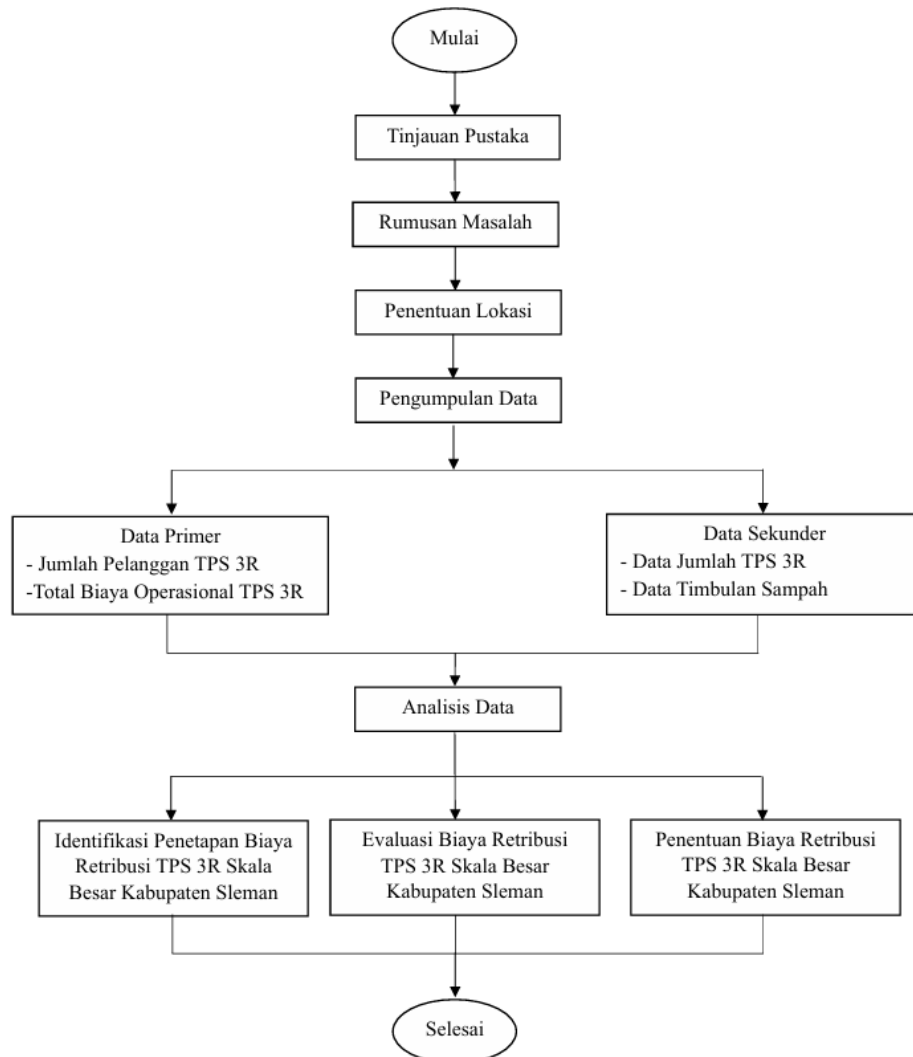 Mulai
Tinjauan Pustaka
Rumusan Masalah
Penentuan Lokasi
Pengumpulan Data
Data Primer
- Jumlah Pelanggan TPS 3R
-Total Biaya Operasional TPS 3R
Data Sekunder
- Data Jumlah TPS 3R
- Data Timbulan Sampah
Analisis Data
Identifikasi Penetapan Biaya
Retribusi TPS 3R Skala
Besar Kabupaten Sleman
Evaluasi Biaya Retribusi
TPS 3R Skala Besar
Kabupaten Sleman
Penentuan Biaya Retribusi
TPS 3R Skala Besar
Kabupaten Sleman
Selesai